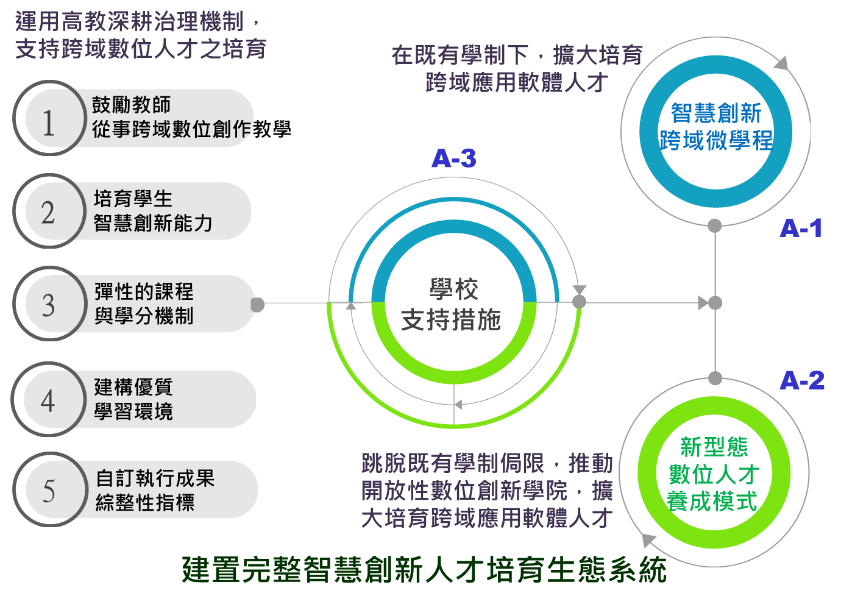 運用高教深耕治理機制，
支持跨域數位人才之培育
1
鼓勵教師
從事跨域數位創作教學
2
培育學生
智慧創新能力
3
彈性的課程
與學分機制
4
建構優質
學習環境
5
自訂執行成果
綜整性指標
A-3
學校
支持措施
在既有學制下，擴大培育
跨域應用軟體人才
智慧創新
跨域微學程
A-1
A-2
新型態
數位人才
養成模式
跳脫既有學制侷限，推動
開放性數位創新學院，擴
大培育跨域應用軟體人才
建置完整智慧創新人才培育生態系統